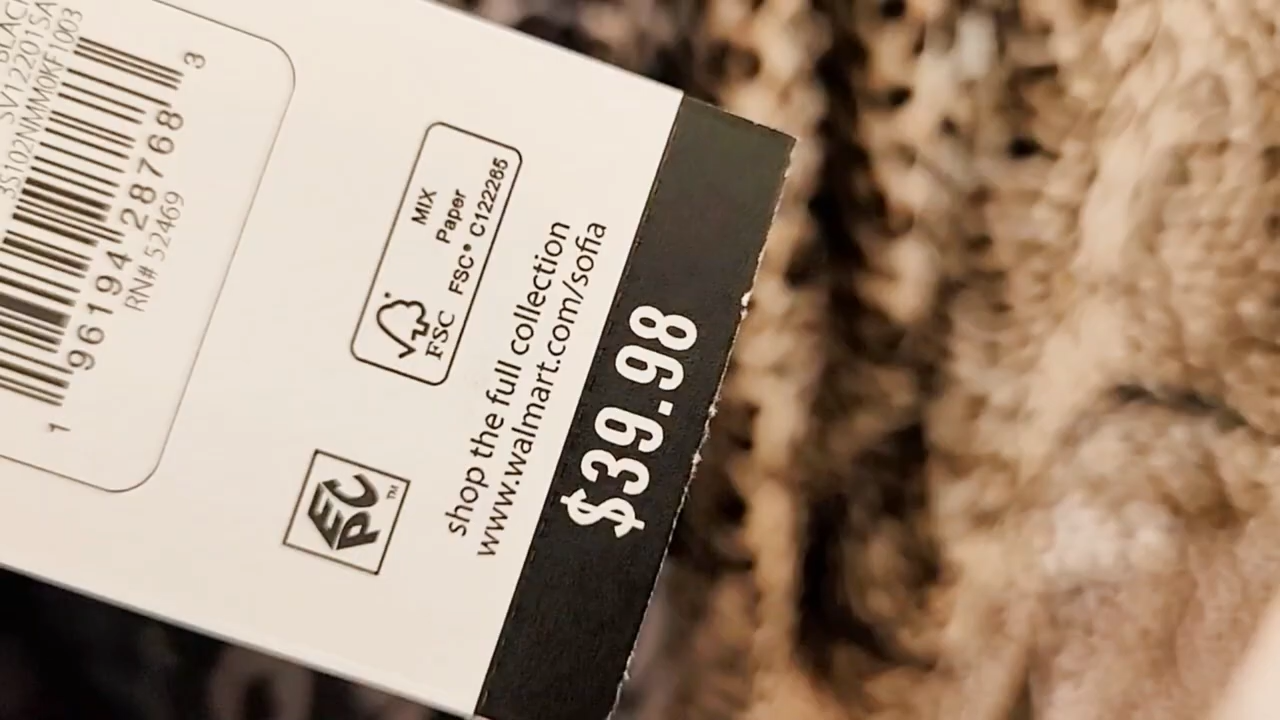 BLACK
SV12201SA
3S102NMM0KF1003
1 96194 28768 3
RN# 52469
MIX
Paper
FSC® C122265
FSC
EPC™
shop the full collection
www.walmart.com/sofia
$39.98